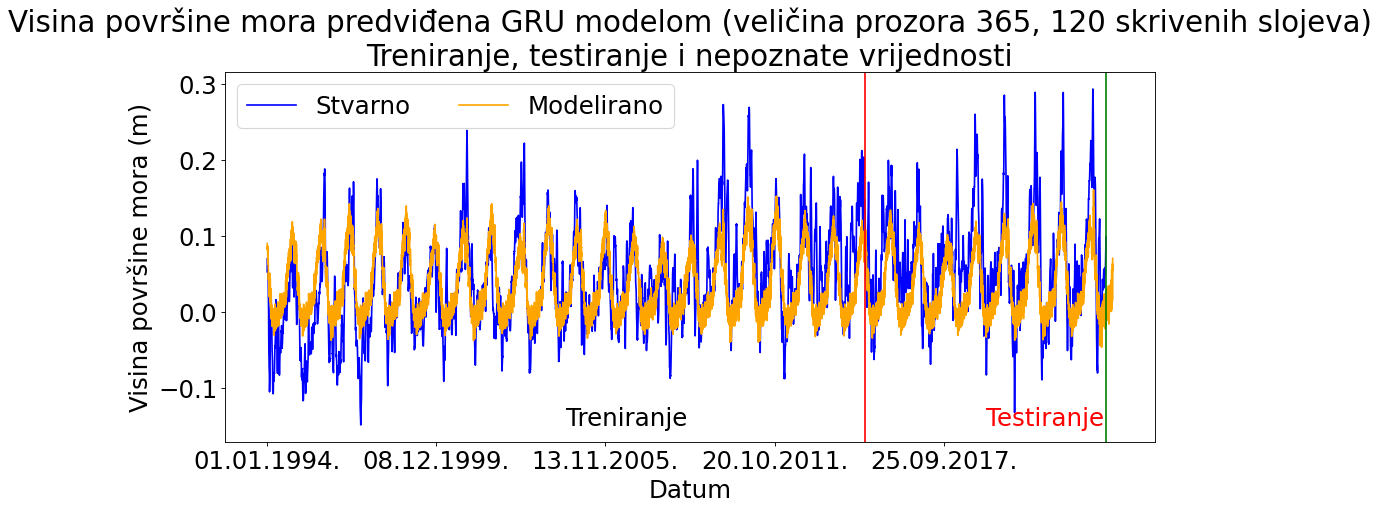 Visina površine mora predviđena GRU modelom (veličina prozora 365, 120 skrivenih slojeva)
Treniranje, testiranje i nepoznate vrijednosti
Stvarno
Modelirano
Visina površine mora (m)
0.3
0.2
0.1
0.0
−0.1
Treniranje
Testiranje
01.01.1994.
08.12.1999.
13.11.2005.
20.10.2011.
25.09.2017.
Datum